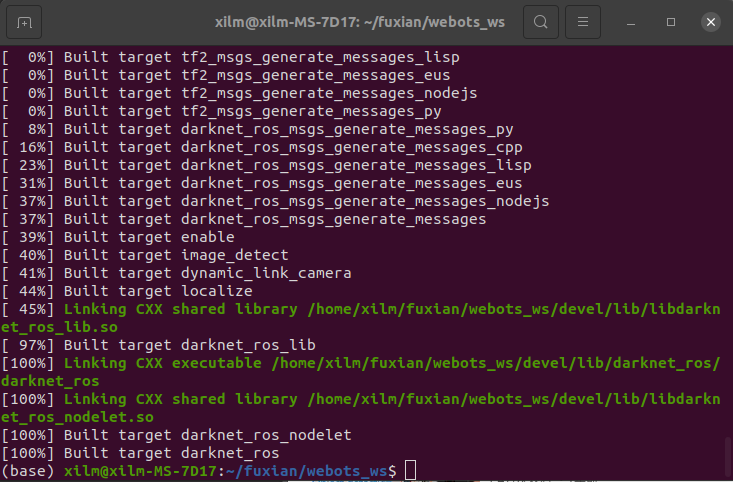 xilm@xilm-MS-7D17: ~/fuxian/webots_ws
[  0%] Built target tf2_msgs_generate_messages_lisp
[  0%] Built target tf2_msgs_generate_messages_eus
[  0%] Built target tf2_msgs_generate_messages_nodejs
[  0%] Built target tf2_msgs_generate_messages_py
[  8%] Built target darknet_ros_msgs_generate_messages_py
[ 16%] Built target darknet_ros_msgs_generate_messages_cpp
[ 23%] Built target darknet_ros_msgs_generate_messages_lisp
[ 31%] Built target darknet_ros_msgs_generate_messages_eus
[ 37%] Built target darknet_ros_msgs_generate_messages_nodejs
[ 37%] Built target darknet_ros_msgs_generate_messages
[ 39%] Built target enable
[ 40%] Built target image_detect
[ 41%] Built target dynamic_link_camera
[ 44%] Built target localize
[ 45%] Linking CXX shared library /home/xilm/fuxian/webots_ws/devel/lib/libdarkn
et_ros_lib.so
[ 97%] Built target darknet_ros_lib
[100%] Linking CXX executable /home/xilm/fuxian/webots_ws/devel/lib/darknet_ros/
darknet_ros
[100%] Linking CXX shared library /home/xilm/fuxian/webots_ws/devel/lib/libdarkn
et_ros_nodelet.so
[100%] Built target darknet_ros_nodelet
[100%] Built target darknet_ros
(base) xilm@xilm-MS-7D17:~/fuxian/webots_ws$